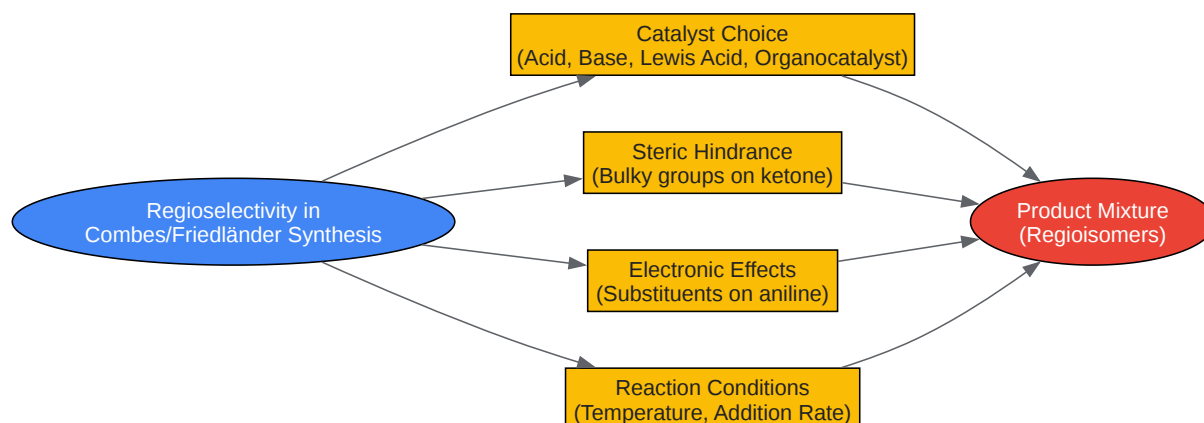 Catalyst Choice
(Acid, Base, Lewis Acid, Organocatalyst)
Steric Hindrance
(Bulky groups on ketone)
Regioselectivity in
Combes/Friedländer Synthesis
Product Mixture
(Regioisomers)
Electronic Effects
(Substituents on aniline)
Reaction Conditions
(Temperature, Addition Rate)